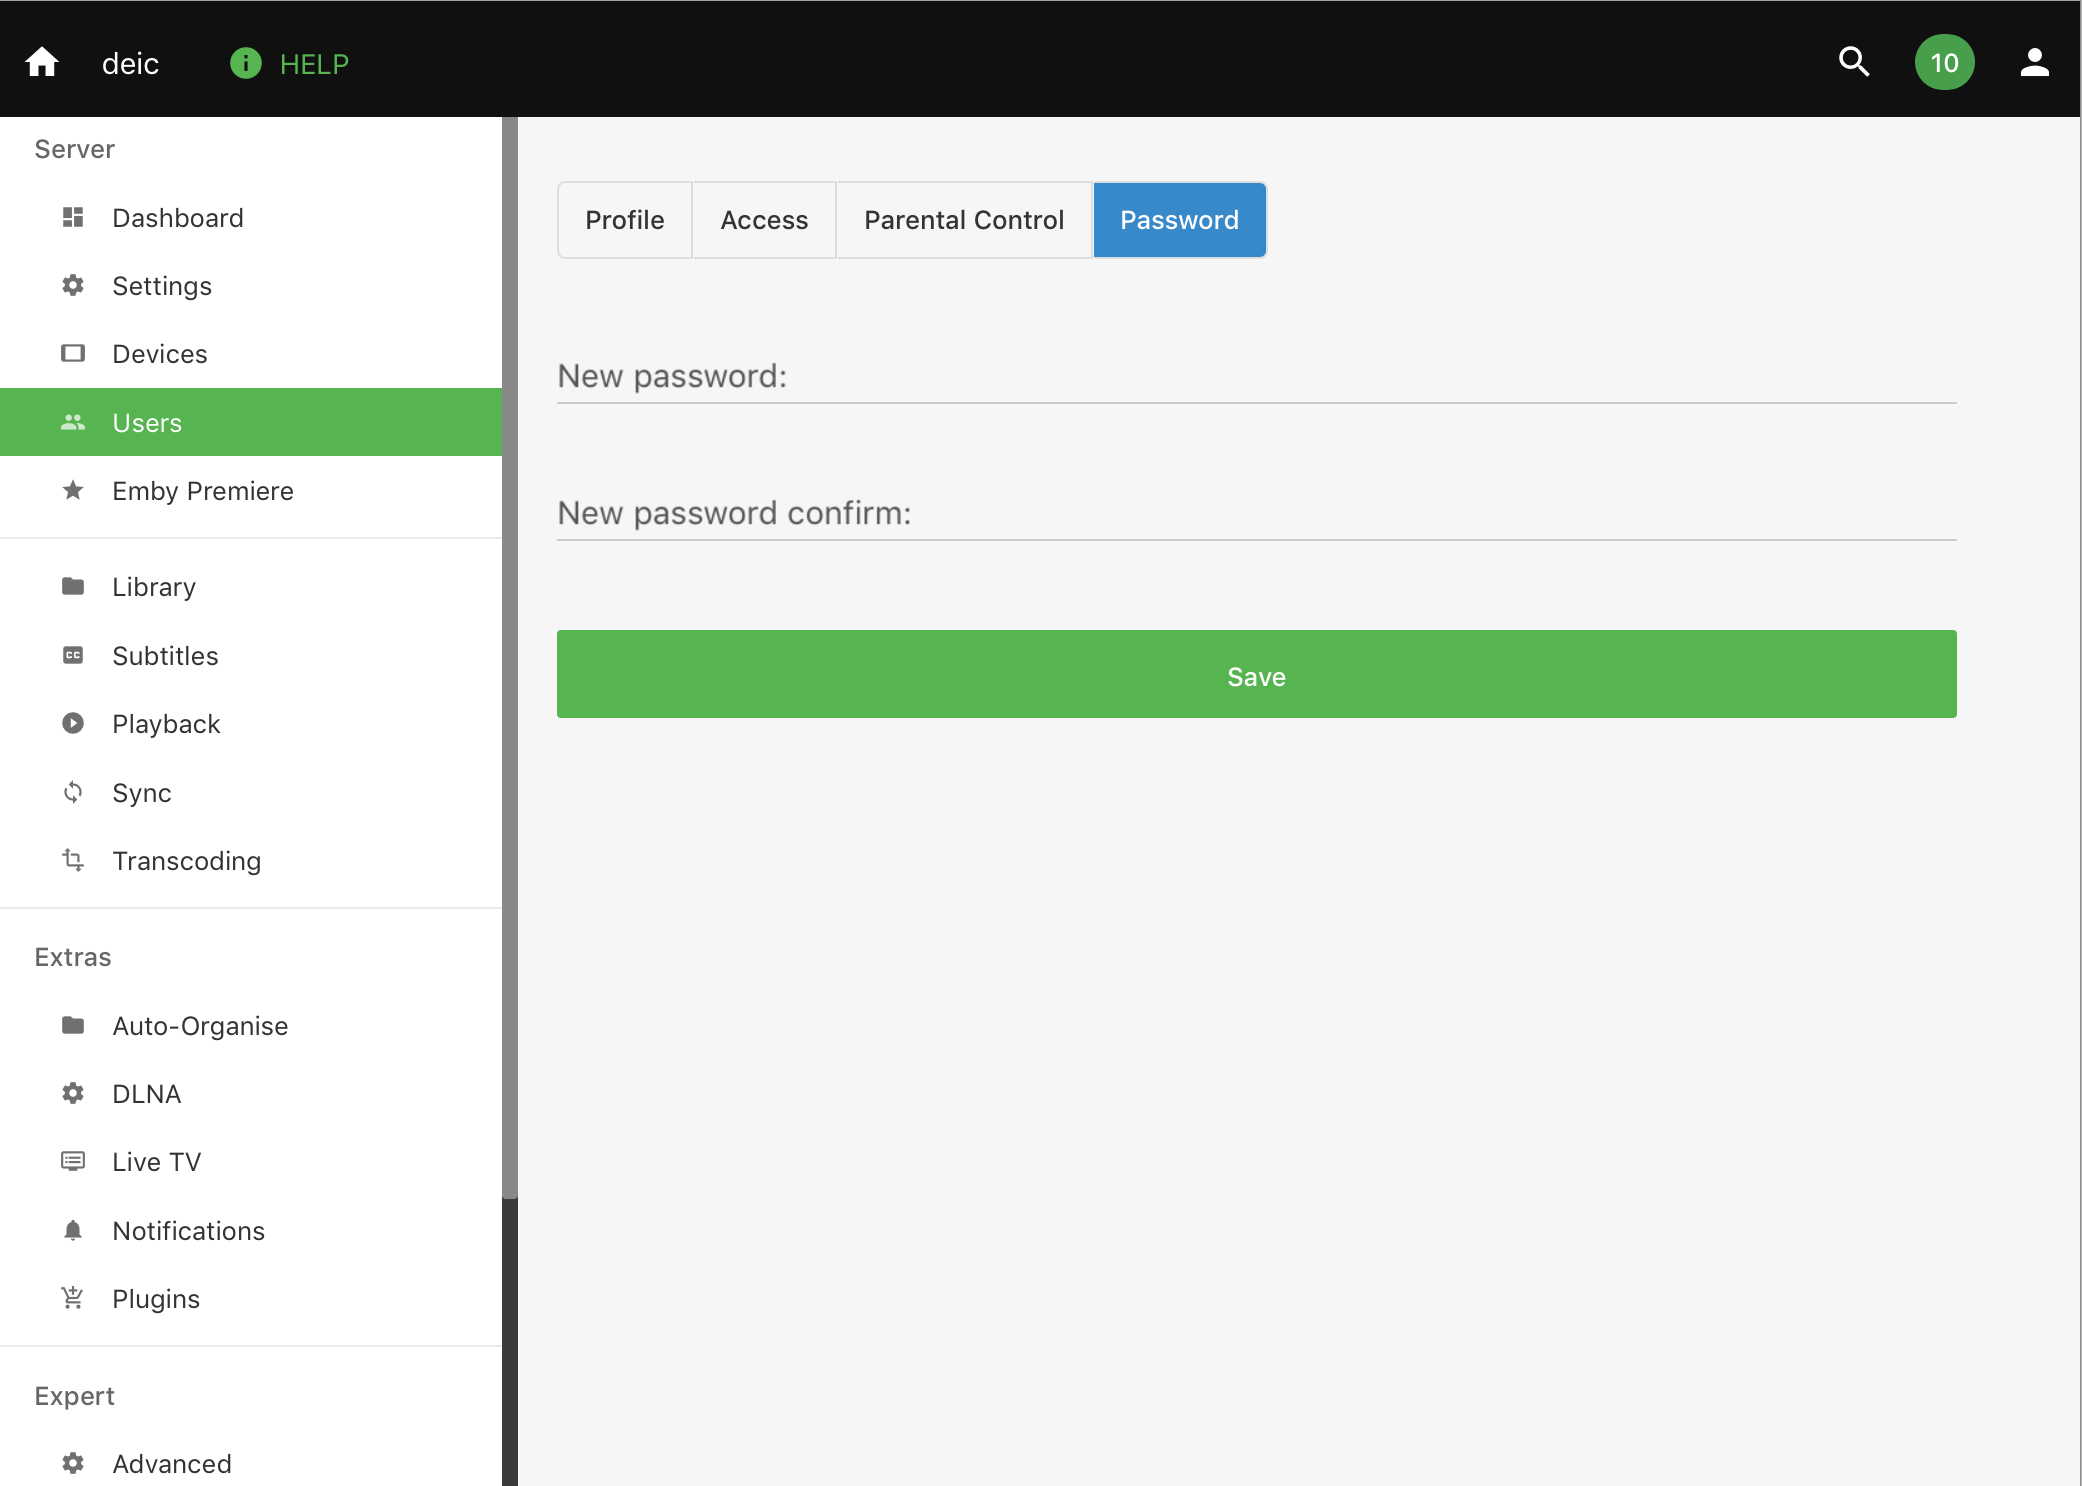 deic
HELP
10
Server
Dashboard
Settings
Devices
Users
Emby Premiere
Library
Subtitles
Playback
Sync
Transcoding
Extras
Auto-Organise
DLNA
Live TV
Notifications
Plugins
Expert
Advanced
Profile Access Parental Control Password
New password:
New password confirm:
Save